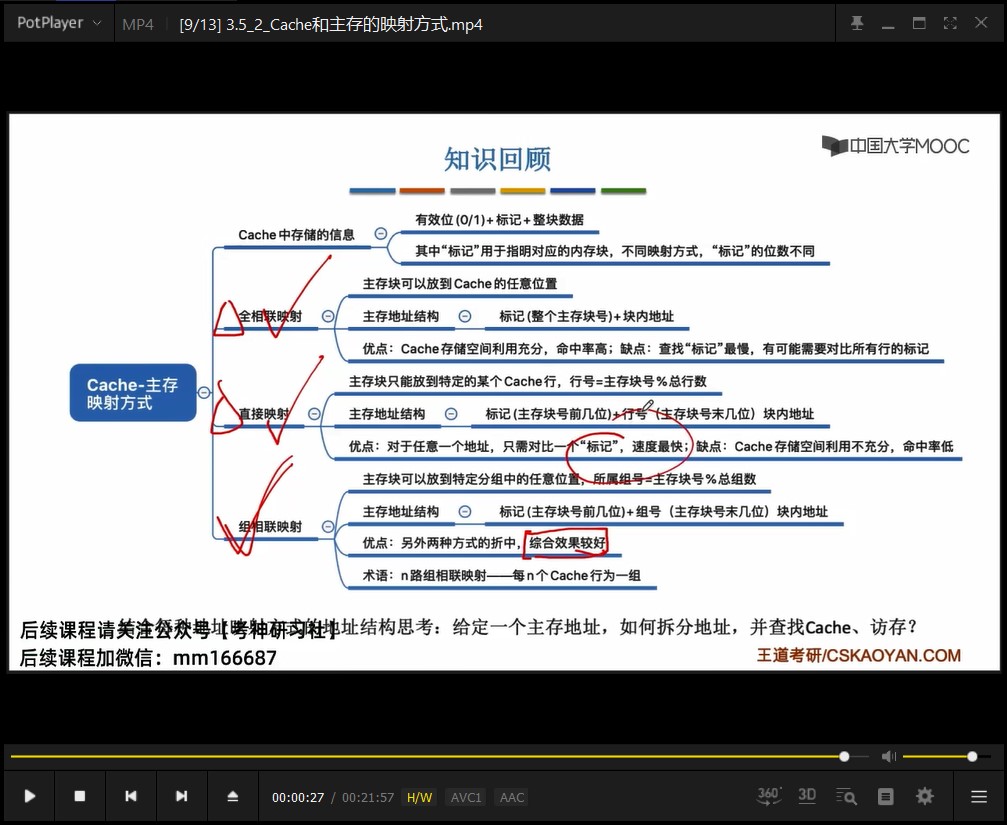 PotPlayer MP4 [9/13] 3.5_2_Cache和主存的映射方式.mp4
中国大学MOOC
知识回顾
Cache中存储的信息
有效位(0/1)+标记+整块数据
其中“标记”用于指明对应的内存块，不同映射方式，“标记”的位数不同
Cache-主存
映射方式
全相联映射
主存块可以放到Cache的任意位置
主存地址结构 标记(整个主存块号)+块内地址
优点：Cache存储空间利用充分，命中率高；缺点：查找“标记”最慢，有可能需要对比所有行的标记
直接映射
主存块只能放到特定的某个Cache行，行号=主存块号%总行数
主存地址结构 标记(主存块号前几位)+行号（主存块号末几位）块内地址
优点：对于任意一个地址，只需对比一个“标记”，速度最快；缺点：Cache存储空间利用不充分，命中率低
组相联映射
主存块可以放到特定分组中的任意位置，所属组号=主存块号%总组数
主存地址结构 标记(主存块号前几位)+组号（主存块号末几位）块内地址
优点：另外两种方式的折中，综合效果较好
术语：n路组相联映射——每n个Cache行为一组
地址结构思考：给定一个主存地址，如何拆分地址，并查找Cache、访存？
后续课程请关注公众号【考神研习社】
后续课程加微信：mm166687
王道考研/CSKAOYAN.COM
00:00:27 / 00:21:57 H/W AVC1 AAC
360° 3D